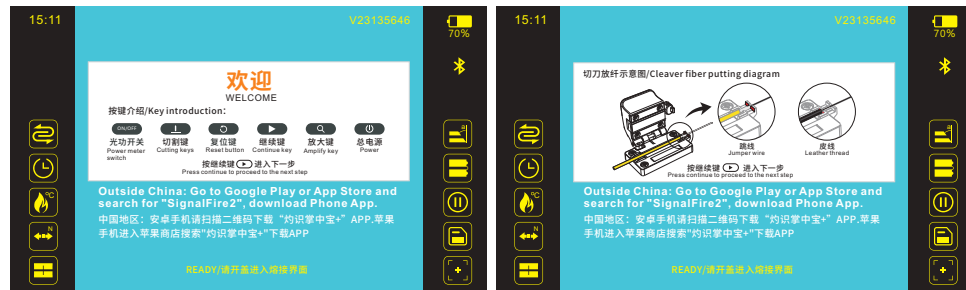 15:11
V23135646
70%
欢迎
WELCOME
按键介绍/Key introduction:
ON/OFF
光功开关
Power meter
switch
切割键
Cutting keys
复位键
Reset button
继续键
Continue key
放大键
Amplify key
总电源
Power
按继续键 进入下一步
Press continue to proceed to the next step
Outside China: Go to Google Play or App Store and
search for "SignalFire2", download Phone App.
中国地区：安卓手机请扫描二维码下载“灼识掌中宝+”APP.苹果
手机进入苹果商店搜索"灼识掌中宝+"下载APP
READY/请开盖进入熔接界面
°C
N
15:11
V23135646
70%
切刀放纤示意图/Cleaver fiber putting diagram
跳线
Jumper wire
皮线
Leather thread
按继续键 进入下一步
Press continue to proceed to the next step
Outside China: Go to Google Play or App Store and
search for "SignalFire2", download Phone App.
中国地区：安卓手机请扫描二维码下载“灼识掌中宝+”APP.苹果
手机进入苹果商店搜索"灼识掌中宝+"下载APP
READY/请开盖进入熔接界面
°C
N